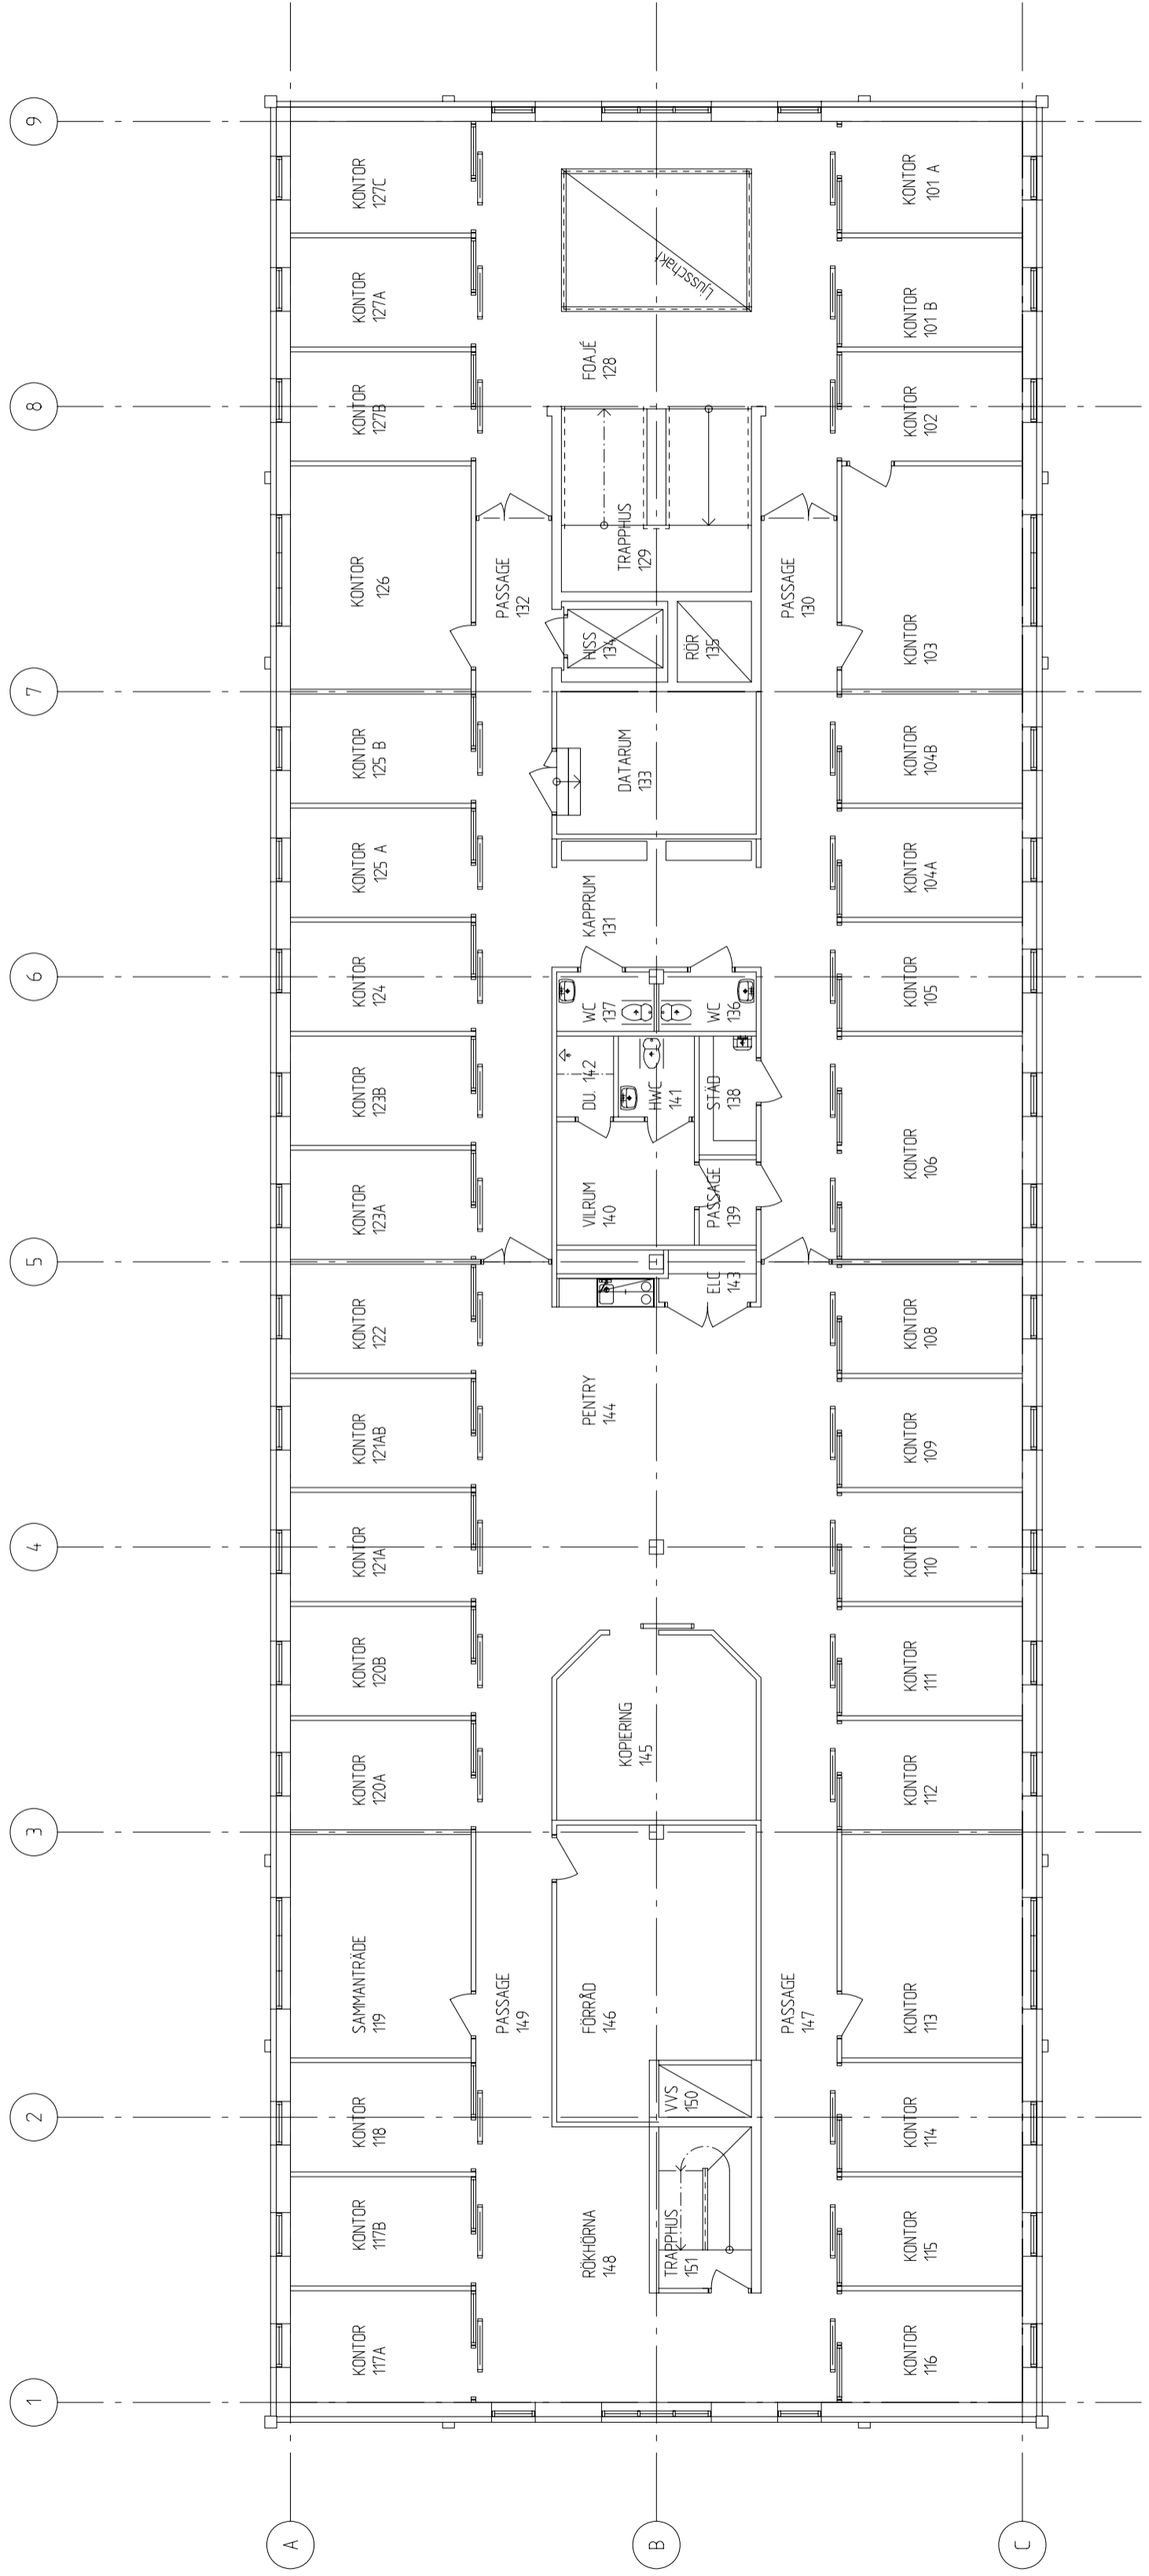 1
2
3
4
5
6
7
8
9
A
B
C
KONTOR
117A
KONTOR
117B
KONTOR
118
SAMMANTRÄDE
119
KONTOR
120A
KONTOR
120B
KONTOR
121A
KONTOR
121AB
KONTOR
122
KONTOR
123A
KONTOR
123B
KONTOR
124
KONTOR
125 A
KONTOR
125 B
KONTOR
126
KONTOR
127B
KONTOR
127A
KONTOR
127C
PASSAGE
149
PASSAGE
132
RÖKHÖRNA
148
FÖRRÅD
146
KOPIERING
145
PENTRY
144
VILRUM
140
DU. 142
WC
137
KAPPRUM
131
DATARUM
133
HISS
134
TRAPPHUS
129
FOAJÉ
128
Ljusschakt
TRAPPHUS
151
VVS
150
ELC
143
PASSAGE
139
HWC
141
STÄD
138
WC
136
RÖR
135
PASSAGE
147
PASSAGE
130
KONTOR
116
KONTOR
115
KONTOR
114
KONTOR
113
KONTOR
112
KONTOR
111
KONTOR
110
KONTOR
109
KONTOR
108
KONTOR
106
KONTOR
105
KONTOR
104A
KONTOR
104B
KONTOR
103
KONTOR
102
KONTOR
101 B
KONTOR
101 A